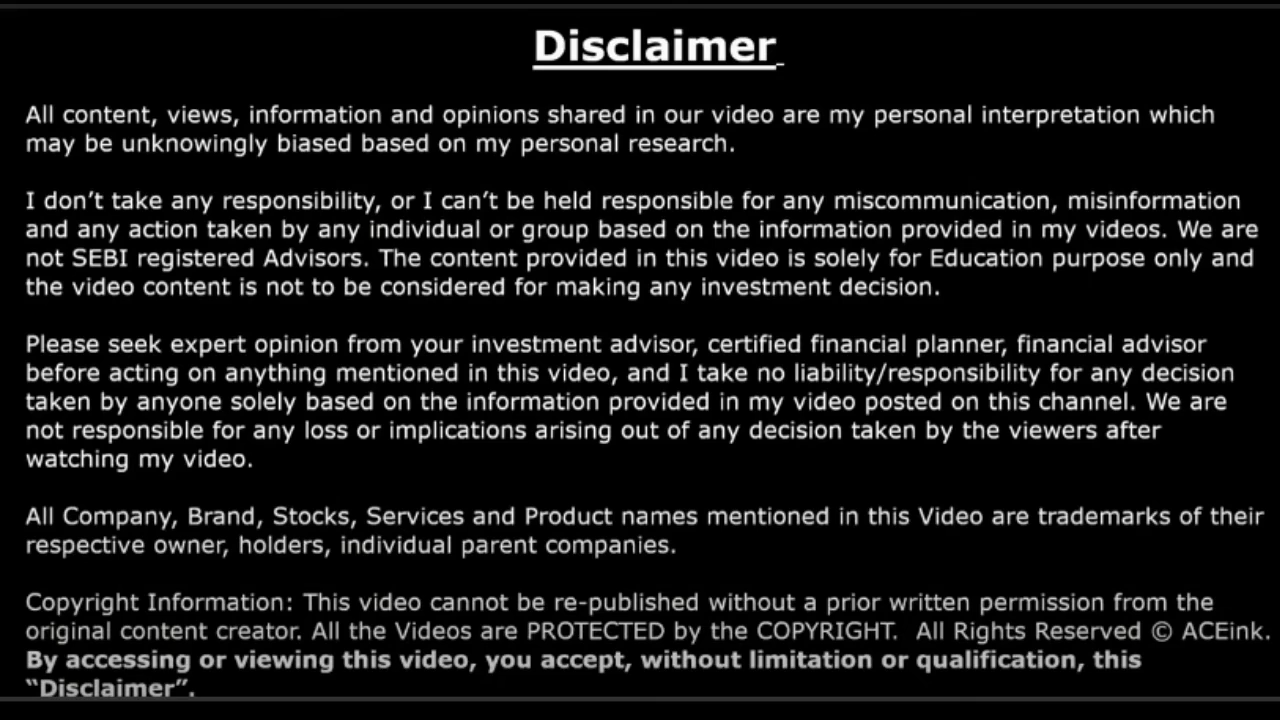 Disclaimer
All content, views, information and opinions shared in our video are my personal interpretation which
may be unknowingly biased based on my personal research.
I don’t take any responsibility, or I can’t be held responsible for any miscommunication, misinformation
and any action taken by any individual or group based on the information provided in my videos. We are
not SEBI registered Advisors. The content provided in this video is solely for Education purpose only and
the video content is not to be considered for making any investment decision.
Please seek expert opinion from your investment advisor, certified financial planner, financial advisor
before acting on anything mentioned in this video, and I take no liability/responsibility for any decision
taken by anyone solely based on the information provided in my video posted on this channel. We are
not responsible for any loss or implications arising out of any decision taken by the viewers after
watching my video.
All Company, Brand, Stocks, Services and Product names mentioned in this Video are trademarks of their
respective owner, holders, individual parent companies.
Copyright Information: This video cannot be re-published without a prior written permission from the
original content creator. All the Videos are PROTECTED by the COPYRIGHT.  All Rights Reserved © ACEink.
By accessing or viewing this video, you accept, without limitation or qualification, this
“Disclaimer”.